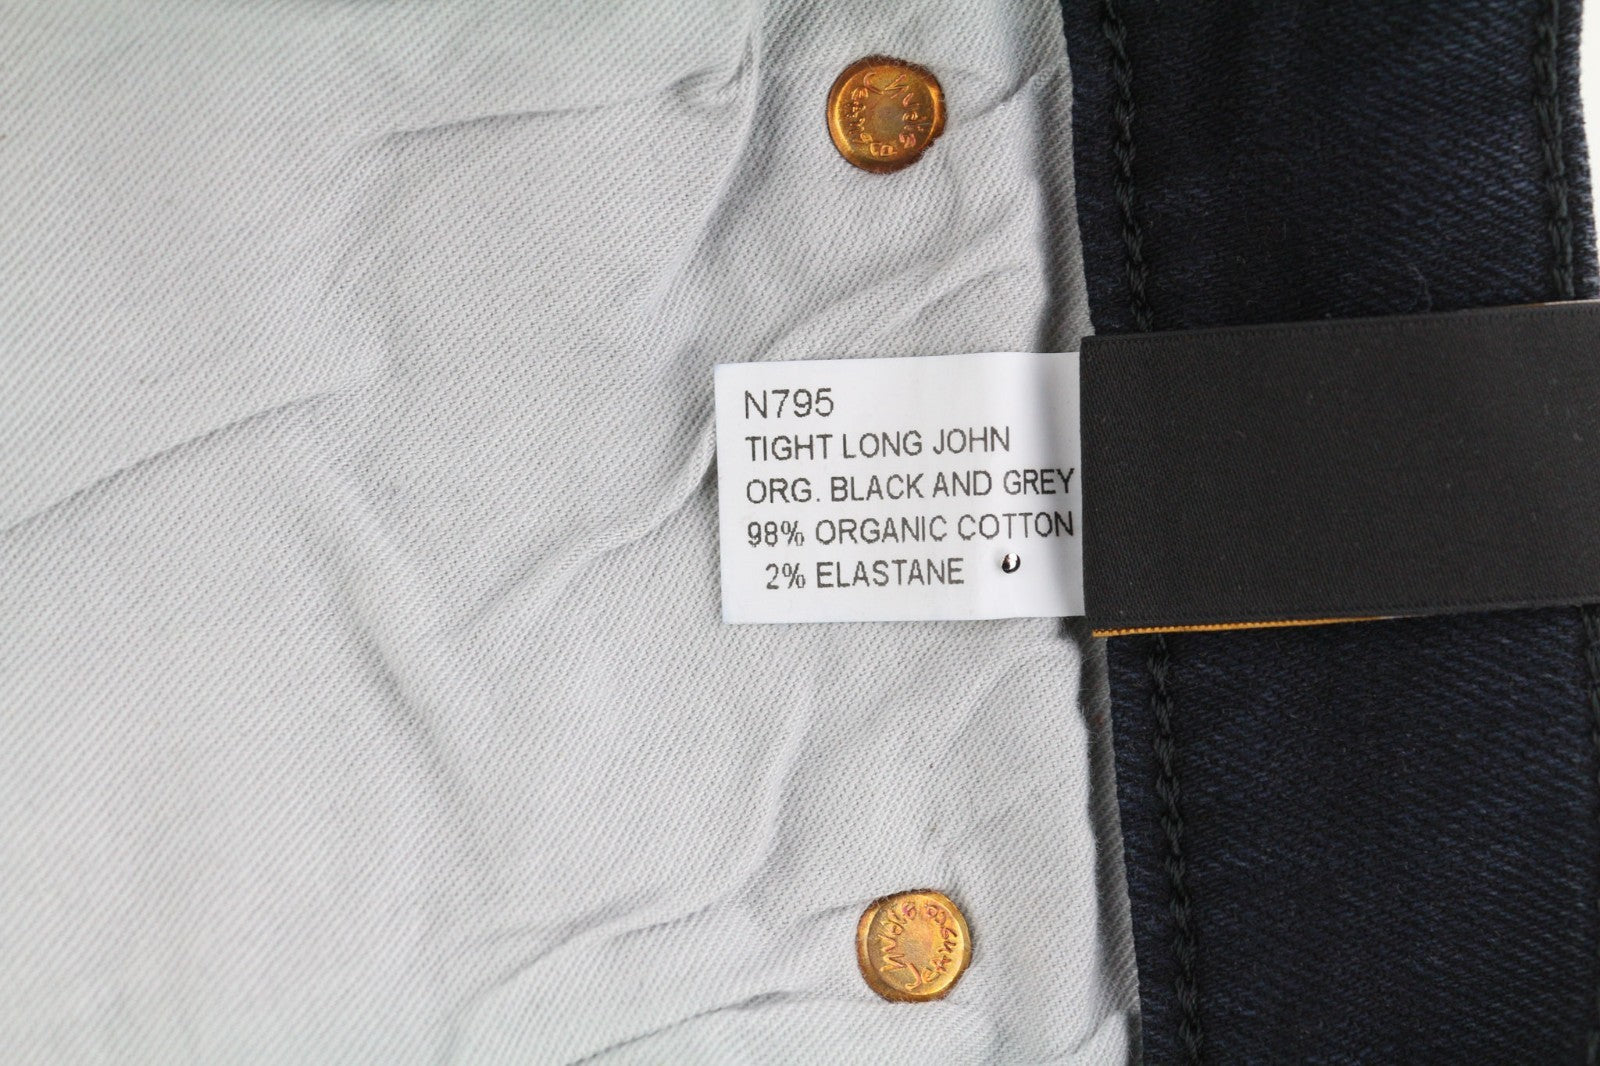 N795
TIGHT LONG JOHN
ORG. BLACK AND GREY
98% ORGANIC COTTON
2% ELASTANE